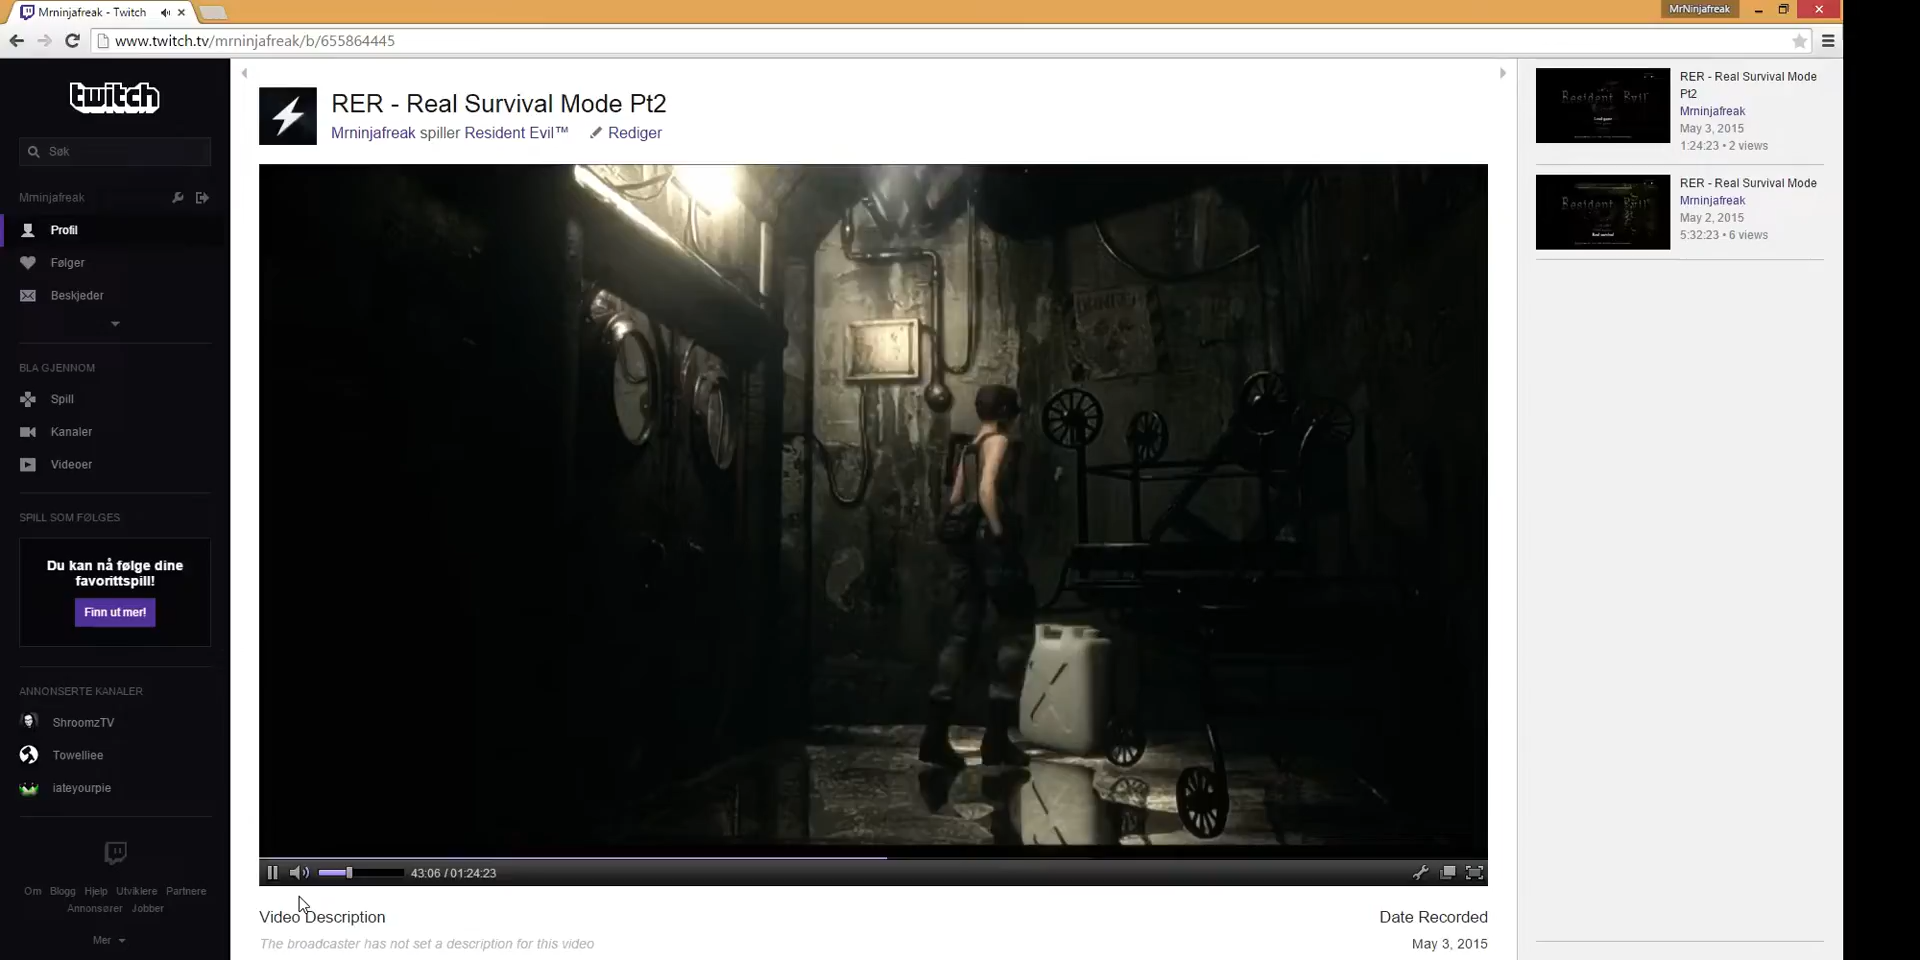 Mrninjafreak - Twitch
MrNinjafreak
www.twitch.tv/mrninjafreak/b/655864445
twitch
Søk
Mrninjafreak
Profil
Følger
Beskjeder
BLA GJENNOM
Spill
Kanaler
Videoer
SPILL SOM FØLGES
Du kan nå følge dine
favorittspill!
Finn ut mer!
ANNONSERTE KANALER
ShroomzTV
Towelliee
iateyourpie
Om Blogg Hjelp Utviklere Partnere
Annonsører Jobber
Mer
RER - Real Survival Mode Pt2
Mrninjafreak spiller Resident Evil™ Rediger
43:06 / 01:24:23
Video Description
The broadcaster has not set a description for this video
Date Recorded
May 3, 2015
Resident Evil
RER - Real Survival Mode
Pt2
Mrninjafreak
May 3, 2015
1:24:23 • 2 views
Resident Evil
RER - Real Survival Mode
Mrninjafreak
May 2, 2015
5:32:23 • 6 views